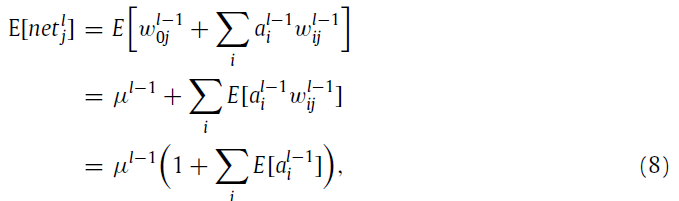 E[net_j^l] = E[w_{0j}^{l−1} + ∑_i a_i^{l−1} w_{ij}^{l−1}]
= μ^{l−1} + ∑_i E[a_i^{l−1} w_{ij}^{l−1}]
= μ^{l−1}(1 + ∑_i E[a_i^{l−1}]), (8)